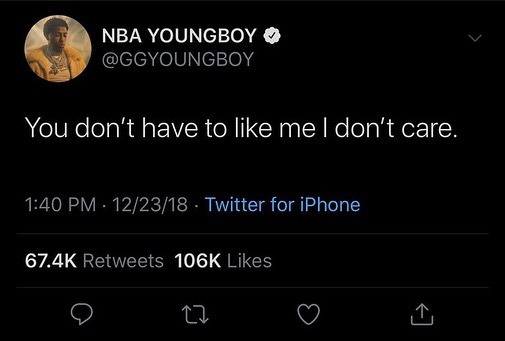 NBA YOUNGBOY
@GGYOUNGBOY
You don’t have to like me I don’t care.
1:40 PM · 12/23/18 · Twitter for iPhone
67.4K Retweets 106K Likes